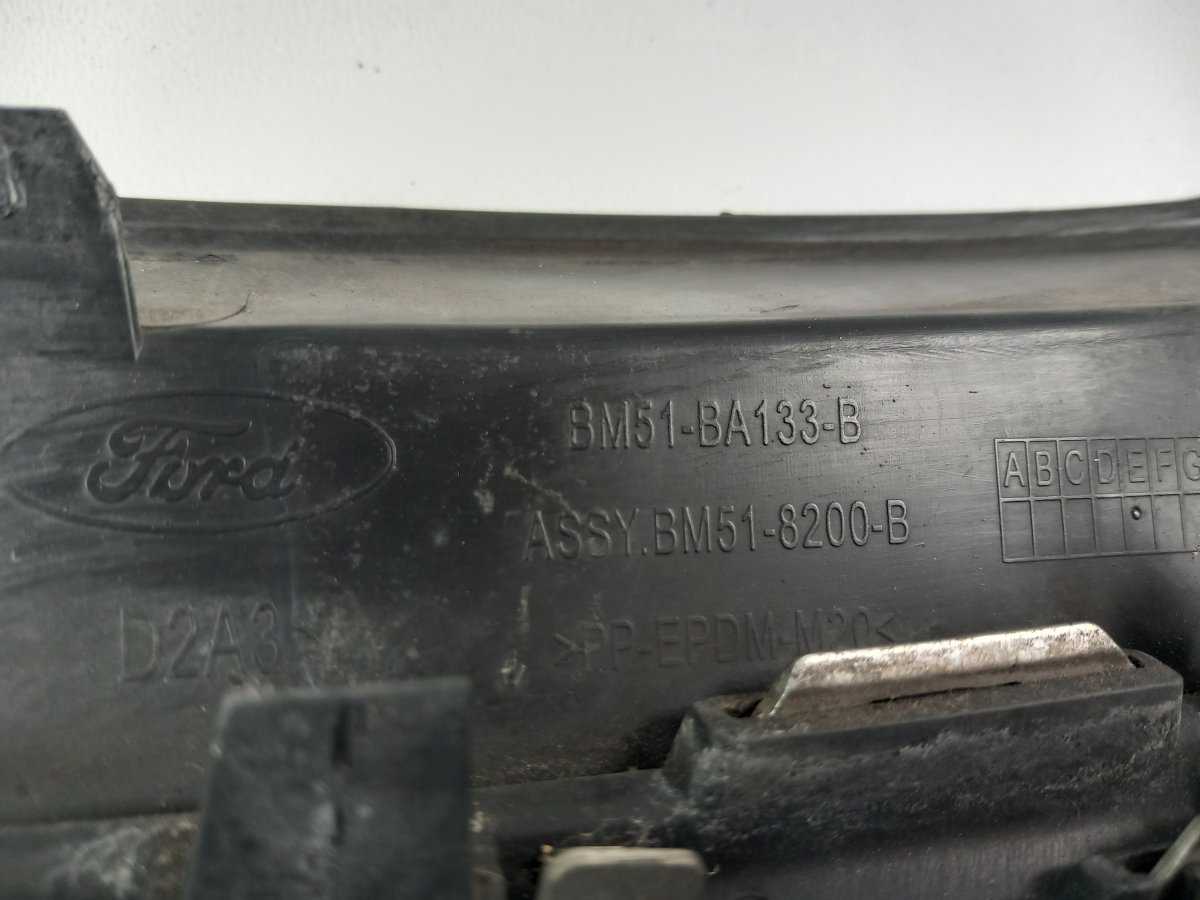 Ford
BM51-BA133-B
ASSY.BM51-8200-B
A B C D E F G
D2A3
>PP-EPDM-M20<